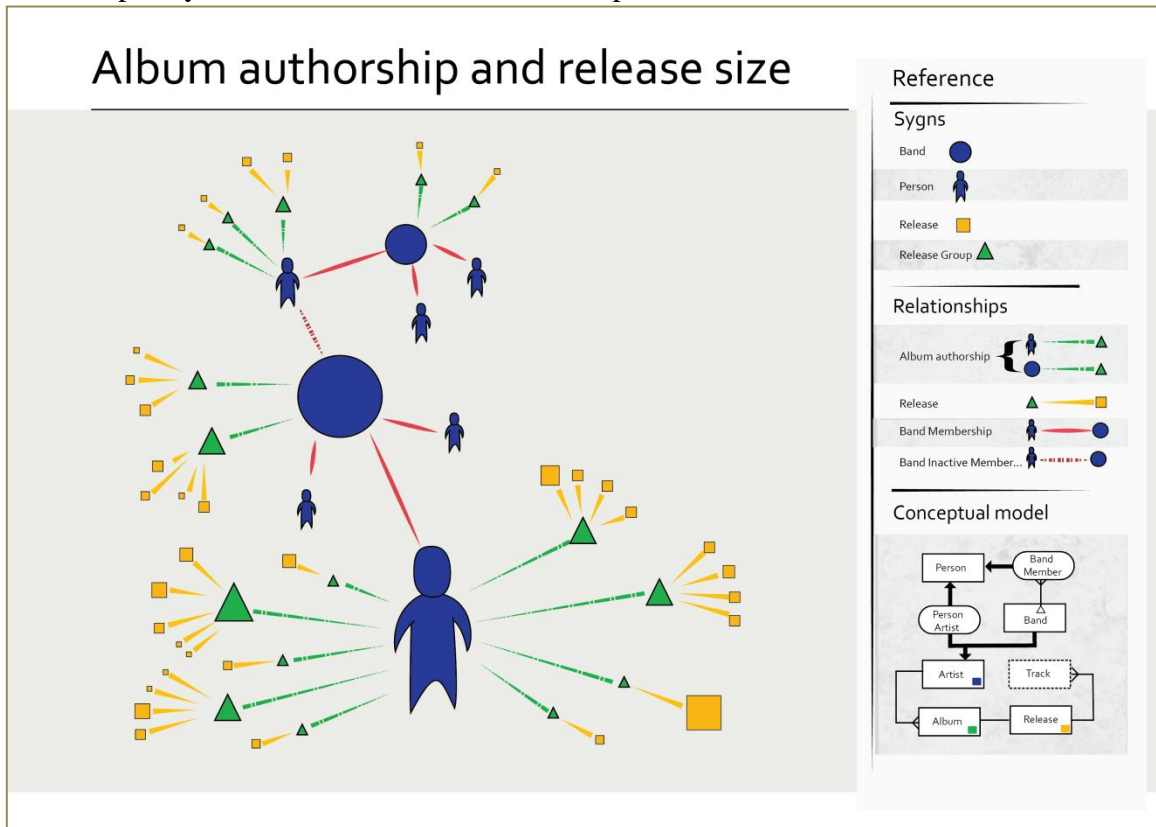 Album authorship and release size
Reference
Sygns
Band
Person
Release
Release Group
Relationships
Album authorship
Release
Band Membership
Band Inactive Member...
Conceptual model
Person
Band
Member
Person
Artist
Band
Artist
Track
Album
Release